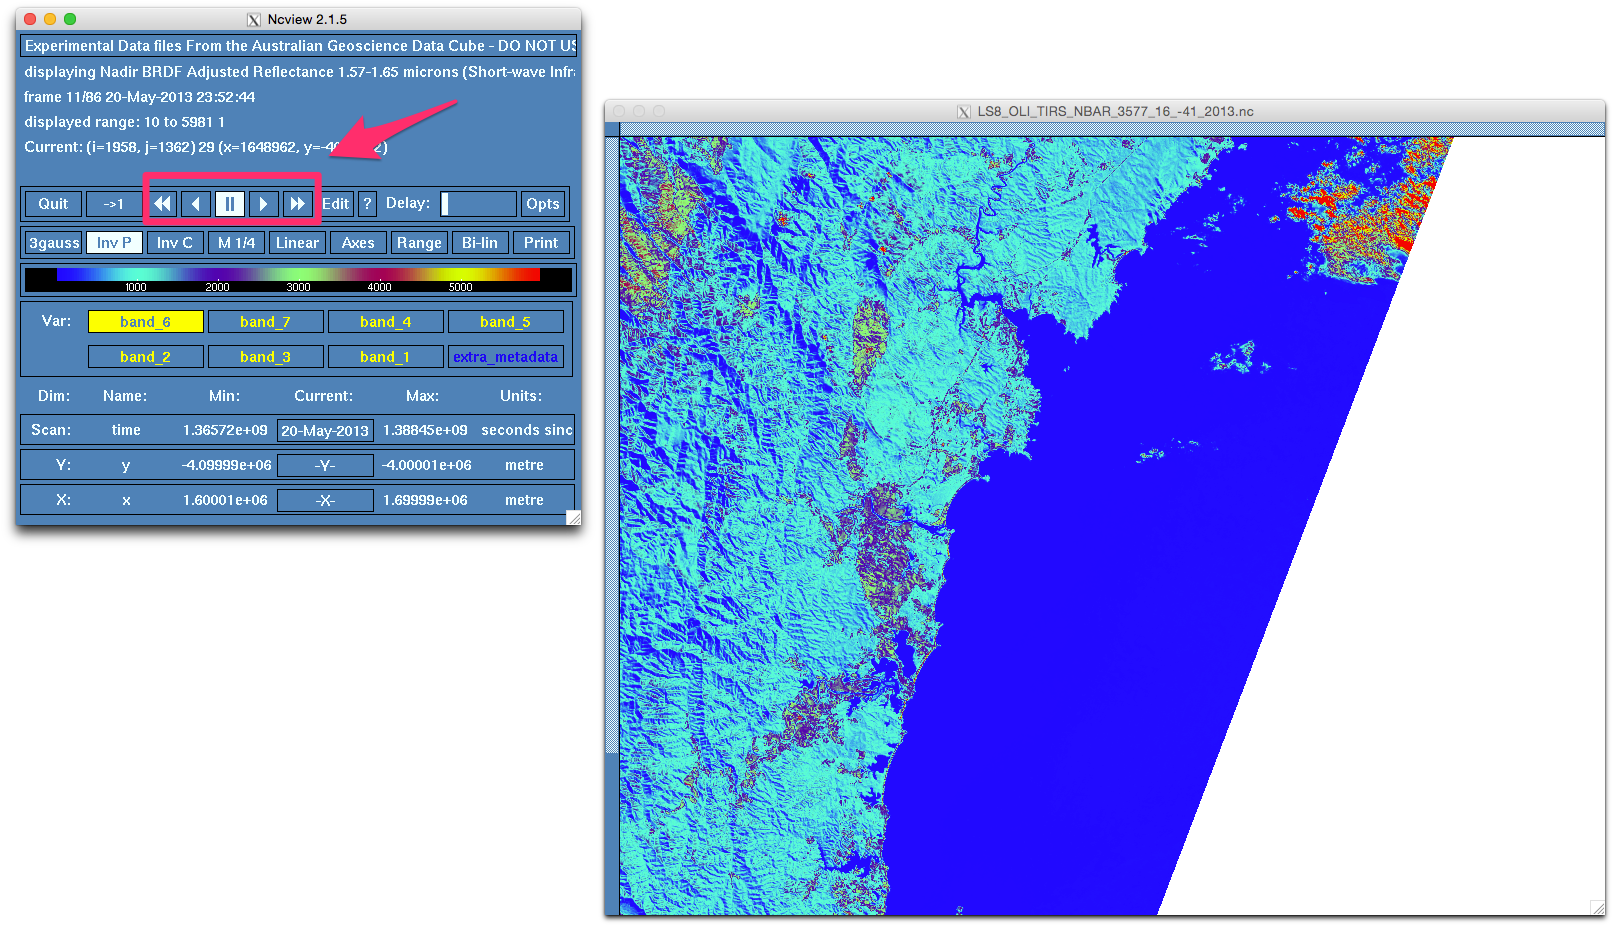 Ncview 2.1.5
Experimental Data files From the Australian Geoscience Data Cube - DO NOT
displaying Nadir BRDF Adjusted Reflectance 1.57-1.65 microns (Short-wave
frame 11/86 20-May-2013 23:52:44
displayed range: 10 to 5981 1
Current: (i=1958, j=1362) 29 (x=1648962,
Quit ->1 Edit ? Delay: Opts
3gauss Inv P Inv C M 1/4 Linear Axes Range Bi-lin Print
1000 2000 3000 4000 5000
Var: band_6 band_7 band_4 band_5
band_2 band_3 band_1 extra_metadata
Dim: Name: Min: Current: Max: Units:
Scan: time 1.36572e+09 20-May-2013 1.38845e+09 seconds sinc
Y: y -4.09999e+06 -Y- -4.00001e+06 metre
X: x 1.60001e+06 -X- 1.69999e+06 metre
LS8_OLI_TIRS_NBAR_3577_16_-41_2013.nc